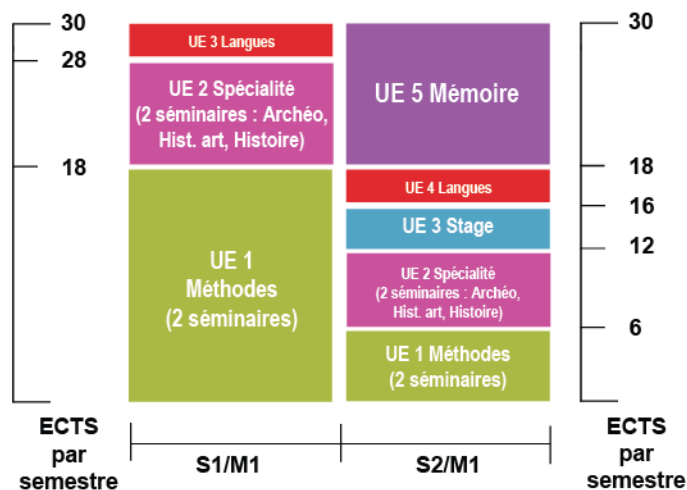 30
28
18
ECTS
par
semestre
UE 3 Langues
UE 2 Spécialité
(2 séminaires : Archéo,
Hist. art, Histoire)
UE 1
Méthodes
(2 séminaires)
S1/M1
UE 5 Mémoire
UE 4 Langues
UE 3 Stage
UE 2 Spécialité
(2 séminaires : Archéo,
Hist. art, Histoire)
UE 1 Méthodes
(2 séminaires)
S2/M1
30
18
16
12
6
ECTS
par
semestre